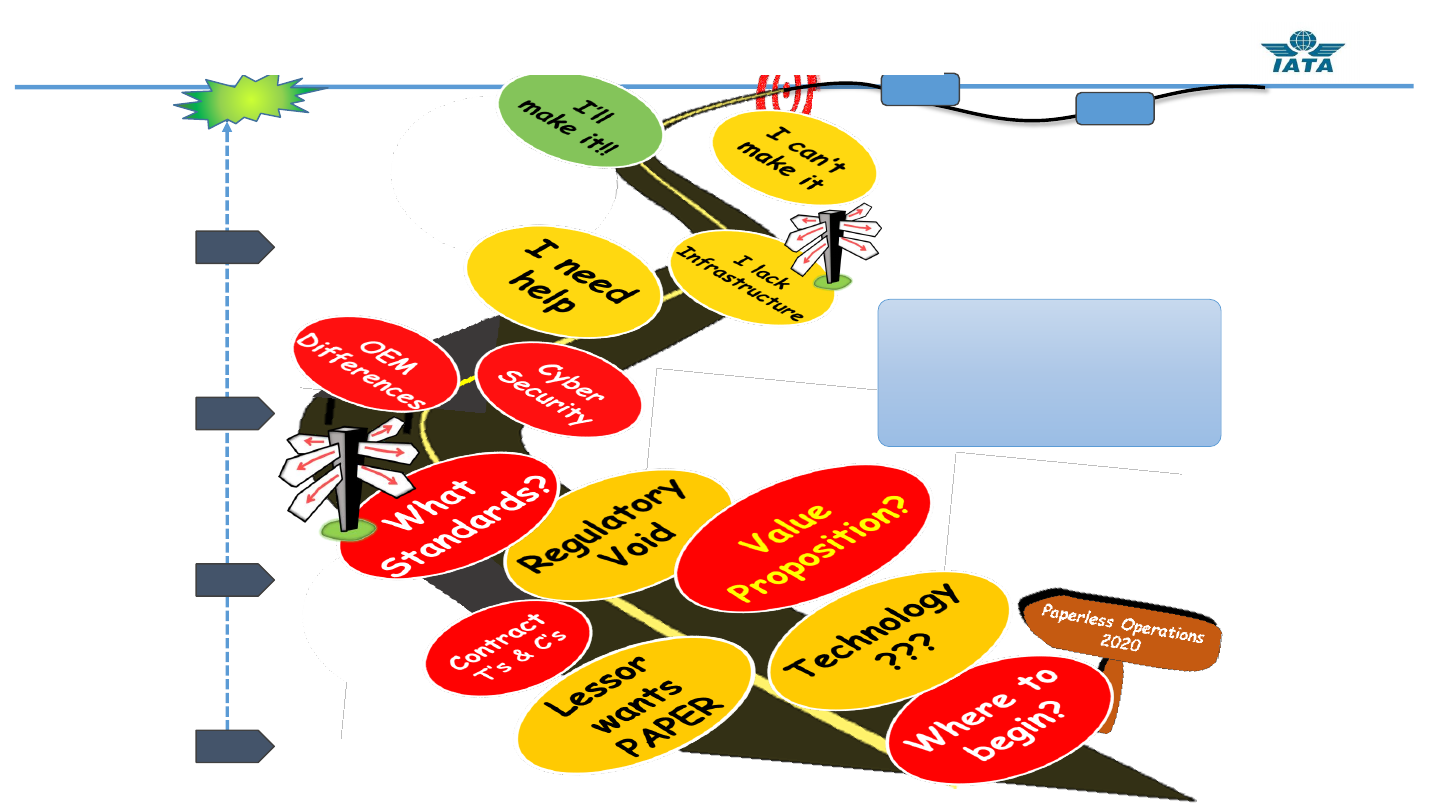 IATA
I'll
make it!!
I can't
make it
I need
help
I lack
Infrastructure
OEM
Differences
Cyber
Security
What
Standards?
Regulatory
Void
Value
Proposition?
Technology
???
Paperless Operations
2020
Contract
T's & C's
Lessor
wants
PAPER
Where to
begin?